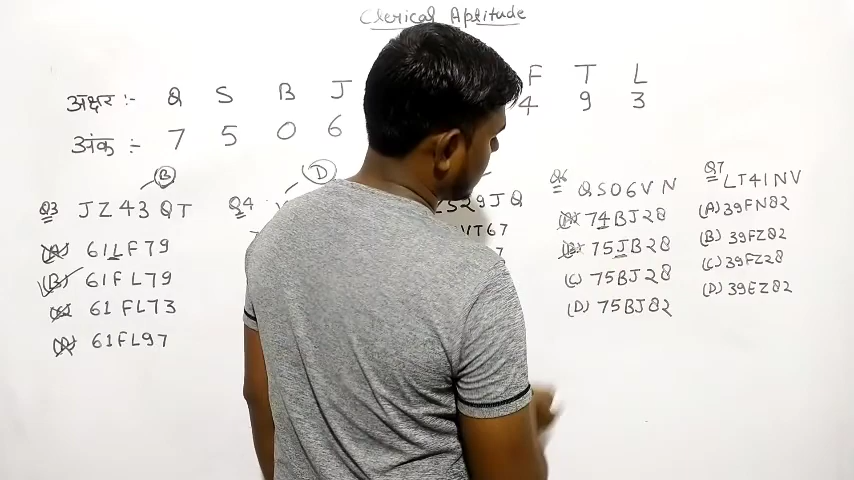 Clerical Aptitude
अक्षर :- Q S B J F T L
अंक :- 7 5 0 6 4 9 3
Q3 JZ43QT (B)
(A) 61LF79
(B) 61FL79
(C) 61FL73
(D) 61FL97
Q4 (D)
529JQ
VT67
Q6 QS06VN
(A) 74BJ28
(B) 75JB28
(C) 75BJ28
(D) 75BJ82
Q7 LT41NV
(A) 39FN82
(B) 39FZ82
(C) 39FZ28
(D) 39EZ82